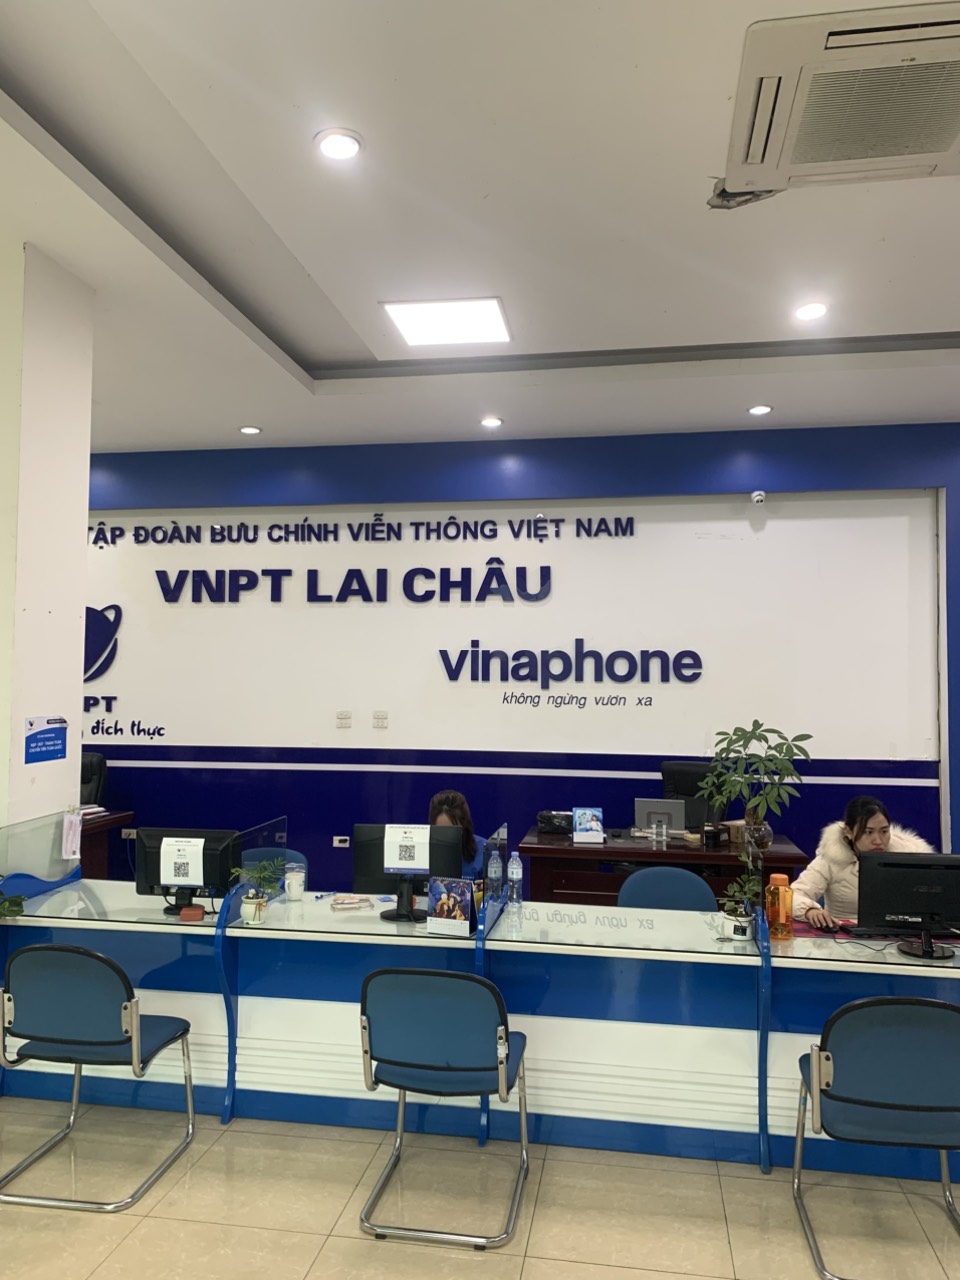 TẬP ĐOÀN BƯU CHÍNH VIỄN THÔNG VIỆT NAM
VNPT LAI CHÂU
vinaphone
không ngừng vươn xa
PT
đích thực
ASUS